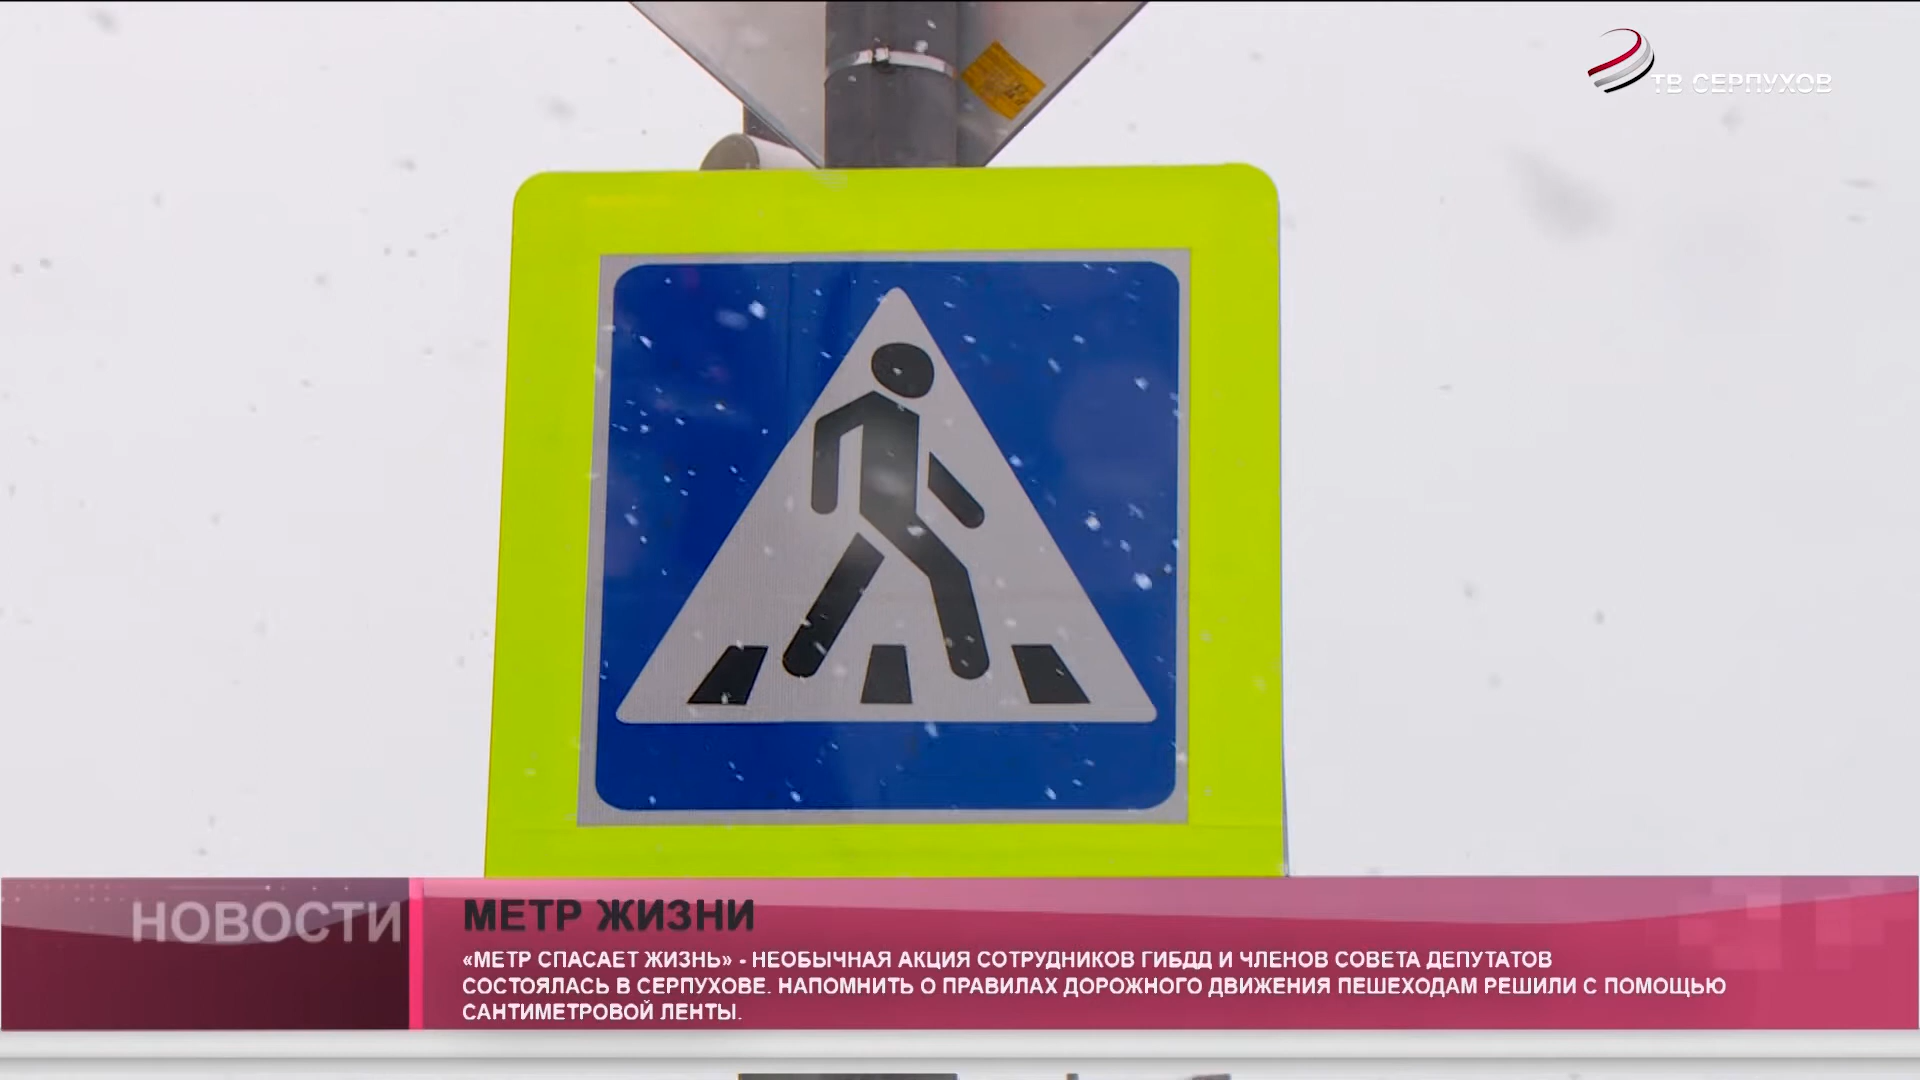 ТВ СЕРПУХОВ
НОВОСТИ
МЕТР ЖИЗНИ
«МЕТР СПАСАЕТ ЖИЗНЬ» - НЕОБЫЧНАЯ АКЦИЯ СОТРУДНИКОВ ГИБДД И ЧЛЕНОВ СОВЕТА ДЕПУТАТОВ
СОСТОЯЛАСЬ В СЕРПУХОВЕ. НАПОМНИТЬ О ПРАВИЛАХ ДОРОЖНОГО ДВИЖЕНИЯ ПЕШЕХОДАМ РЕШИЛИ С ПОМОЩЬЮ
САНТИМЕТРОВОЙ ЛЕНТЫ.